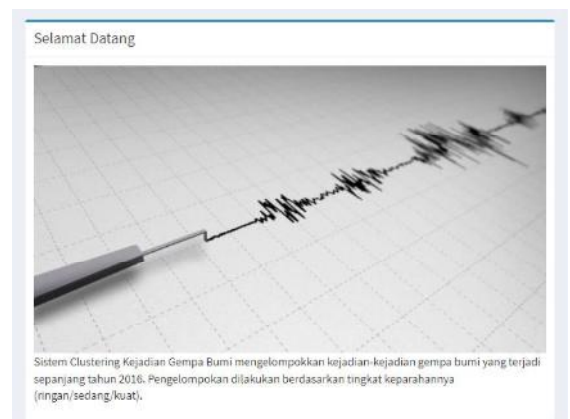 Selamat Datang
Sistem Clustering Kejadian Gempa Bumi mengelompokkan kejadian-kejadian gempa bumi yang terjadi
sepanjang tahun 2016. Pengelompokan dilakukan berdasarkan tingkat keparahannya
(ringan/sedang/kuat).